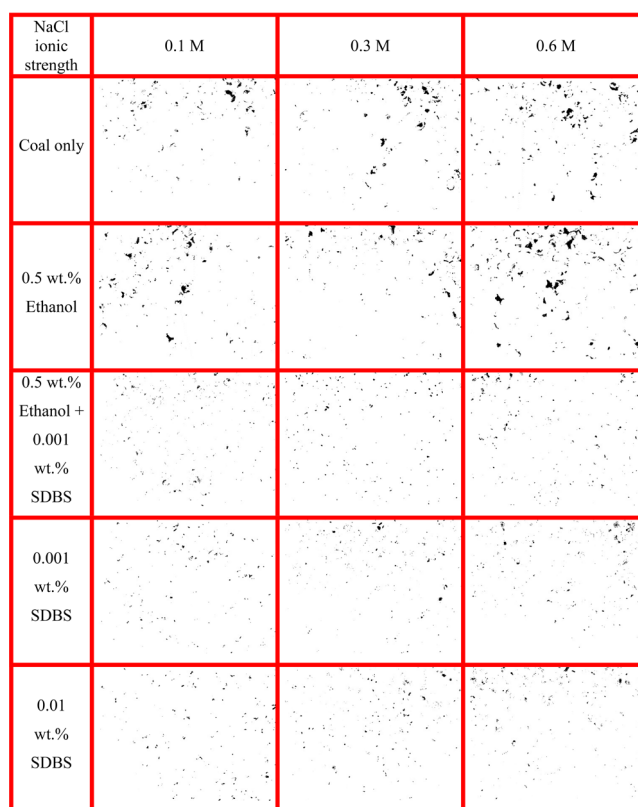 NaCl
ionic
strength
0.1 M
0.3 M
0.6 M
Coal only
0.5 wt.%
Ethanol
0.5 wt.%
Ethanol +
0.001
wt.%
SDBS
0.001
wt.%
SDBS
0.01
wt.%
SDBS